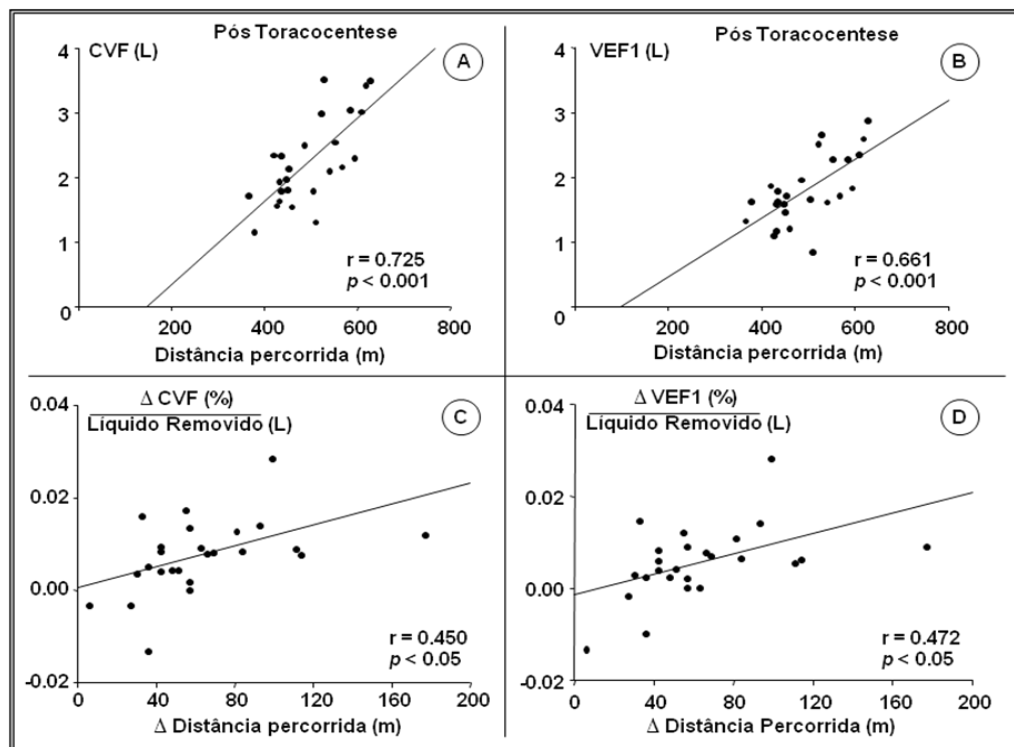 Pós Toracocentese
CVF (L)
A
4
3
2
1
0
r = 0.725
p < 0.001
200 400 600 800
Distância percorrida (m)
Pós Toracocentese
VEF1 (L)
B
4
3
2
1
0
r = 0.661
p < 0.001
200 400 600 800
Distância percorrida (m)
Δ CVF (%)
Líquido Removido (L)
C
0.04
0.02
0.00
-0.02
r = 0.450
p < 0.05
0 40 80 120 160 200
Δ Distância percorrida (m)
Δ VEF1 (%)
Líquido Removido (L)
D
0.04
0.02
0.00
-0.02
r = 0.472
p < 0.05
0 40 80 114 160 200
Δ Distância Percorrida (m)